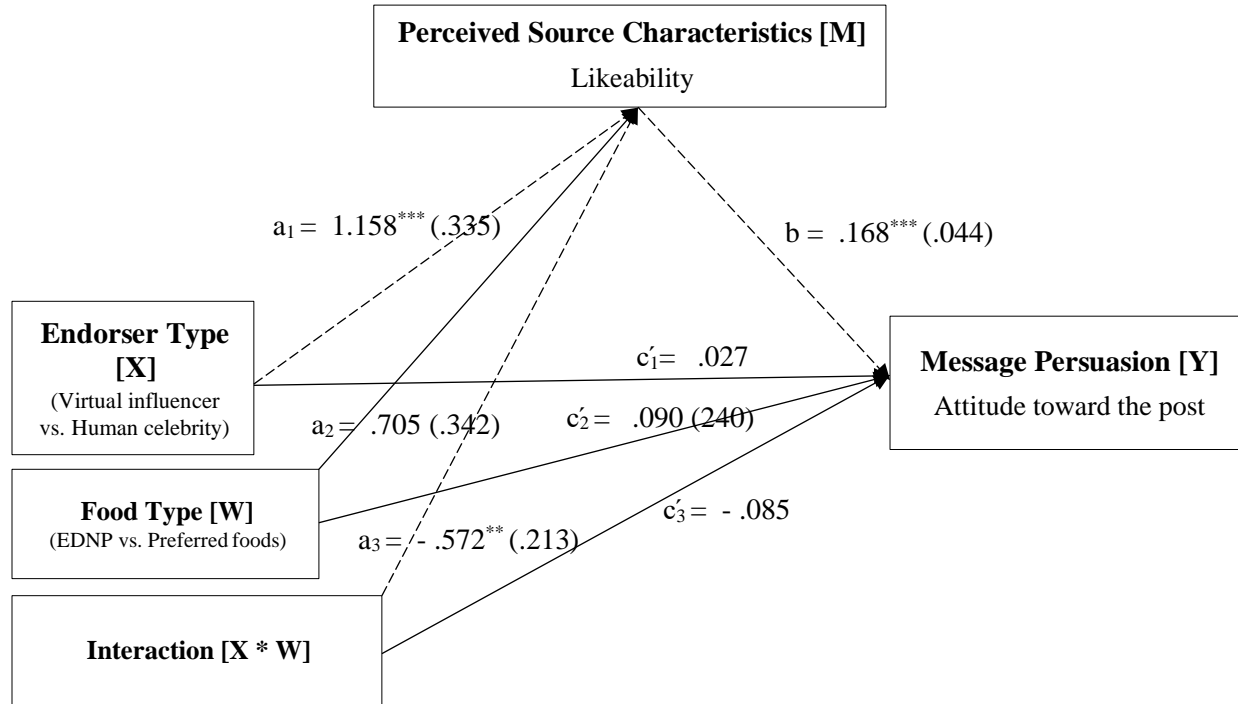 Perceived Source Characteristics [M]
Likeability
a1 = 1.158*** (.335)
b = .168*** (.044)
Endorser Type
[X]
(Virtual influencer
vs. Human celebrity)
c′1 = .027
Message Persuasion [Y]
Attitude toward the post
a2 = .705 (.342)
c′2 = .090 (240)
Food Type [W]
(EDNP vs. Preferred foods)
c′3 = - .085
a3 = - .572** (.213)
Interaction [X * W]